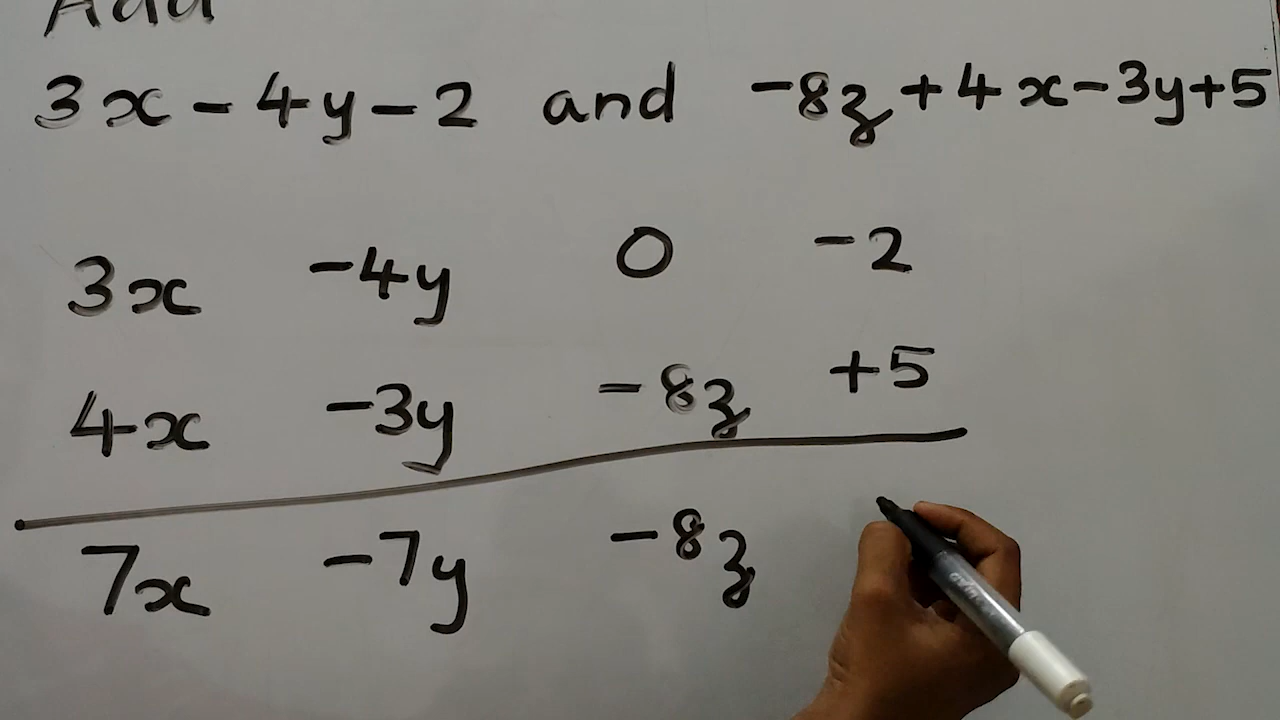 Add
3x - 4y - 2 and -8z + 4x - 3y + 5
3x -4y 0 -2
4x -3y -8z +5
7x -7y -8z